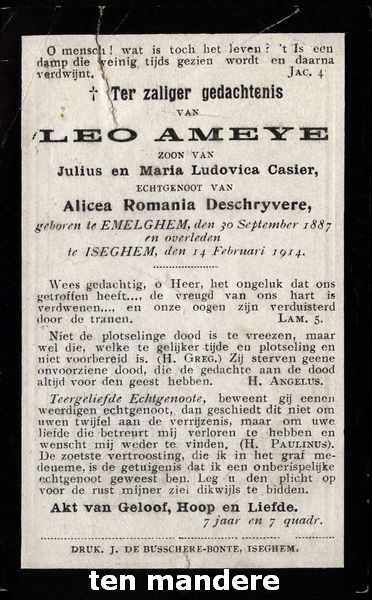 O mensch! wat is toch het leven? 't Is een
damp die weinig tijds gezien wordt en daarna
verdwijnt. Jac. 4
† Ter zaliger gedachtenis
VAN
LEO AMEYE
ZOON VAN
Julius en Maria Ludovica Casier,
ECHTGENOOT VAN
Alicea Romania Deschryvere,
geboren te EMELGHEM, den 30 September 1887
en overleden
te ISEGHEM, den 14 Februari 1914.
Wees gedachtig, o Heer, het ongeluk dat ons
getroffen heeft...., de vreugd van ons hart is
verdwenen..., en onze oogen zijn verduisterd
door de tranen. LAM. 5.
Niet de plotselinge dood is te vreezen, maar
wel die, welke te gelijker tijde en plotseling en
niet voorbereid is. (H. GREG.) Zij sterven geene
onvoorziene dood, die de gedachte aan de dood
altijd voor den geest hebben. H. ANGELUS.
Teergeliefde Echtgenoote, beweent gij eenen
weerdigen echtgenoot, dan geschiedt dit niet om
uwen twijfel aan de verrijzenis, maar om uwe
liefde die betreurt mij verloren te hebben en
wenscht mij weder te vinden, (H. PAULINUS).
De zoetste vertroosting, die ik in het graf me-
deneme, is de getuigenis dat ik een onberispelijke
echtgenoot geweest ben. Leg u den plicht op
voor de rust mijner ziel dikwijls te bidden.
Akt van Geloof, Hoop en Liefde.
7 jaar en 7 quadr.
DRUK. J. DE BUSSCHERE-BONTE, ISEGHEM.
ten mandere